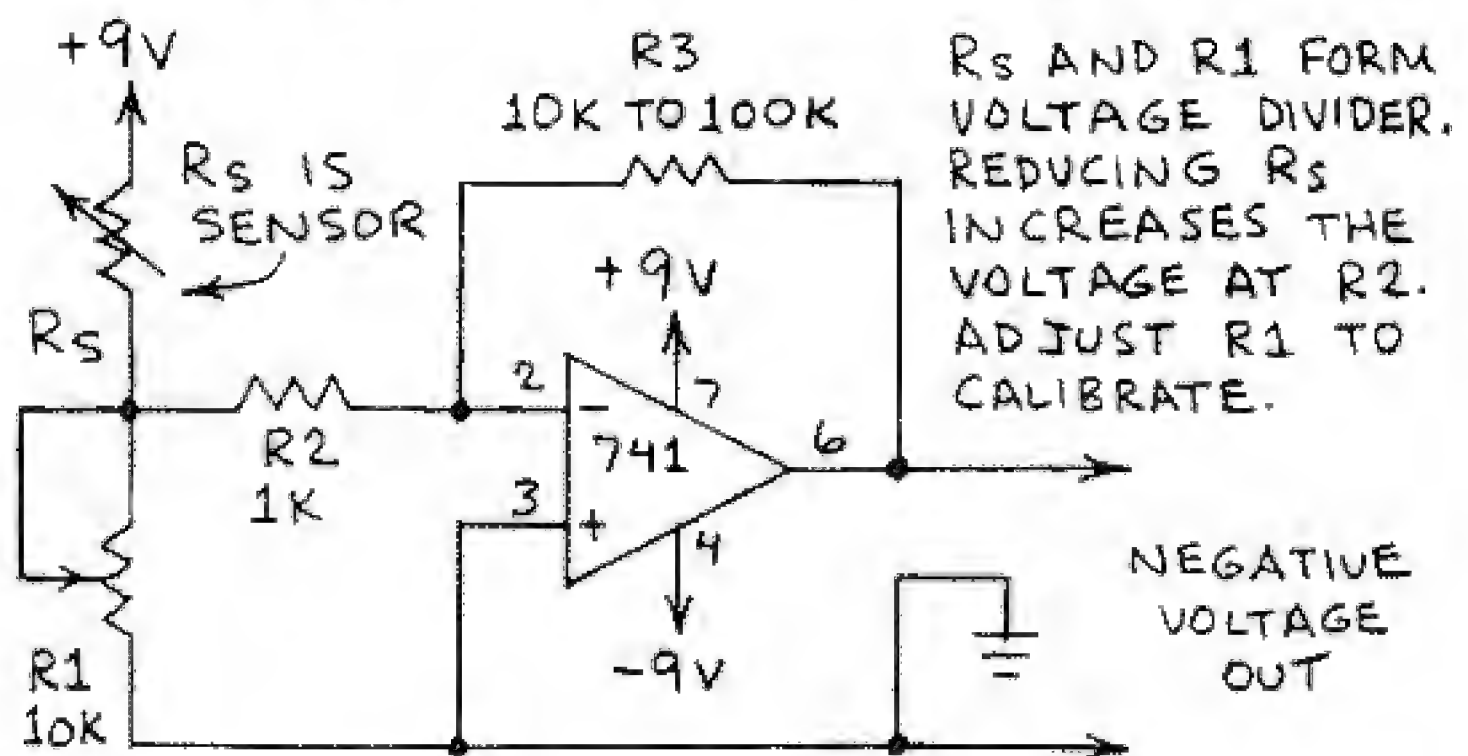 +9V
Rs IS
SENSOR
Rs
R1
10K
R2
1K
R3
10K TO 100K
+9V
2
7
−
741
6
3
+
4
-9V
Rs AND R1 FORM
VOLTAGE DIVIDER.
REDUCING Rs
INCREASES THE
VOLTAGE AT R2.
ADJUST R1 TO
CALIBRATE.
NEGATIVE
VOLTAGE
OUT